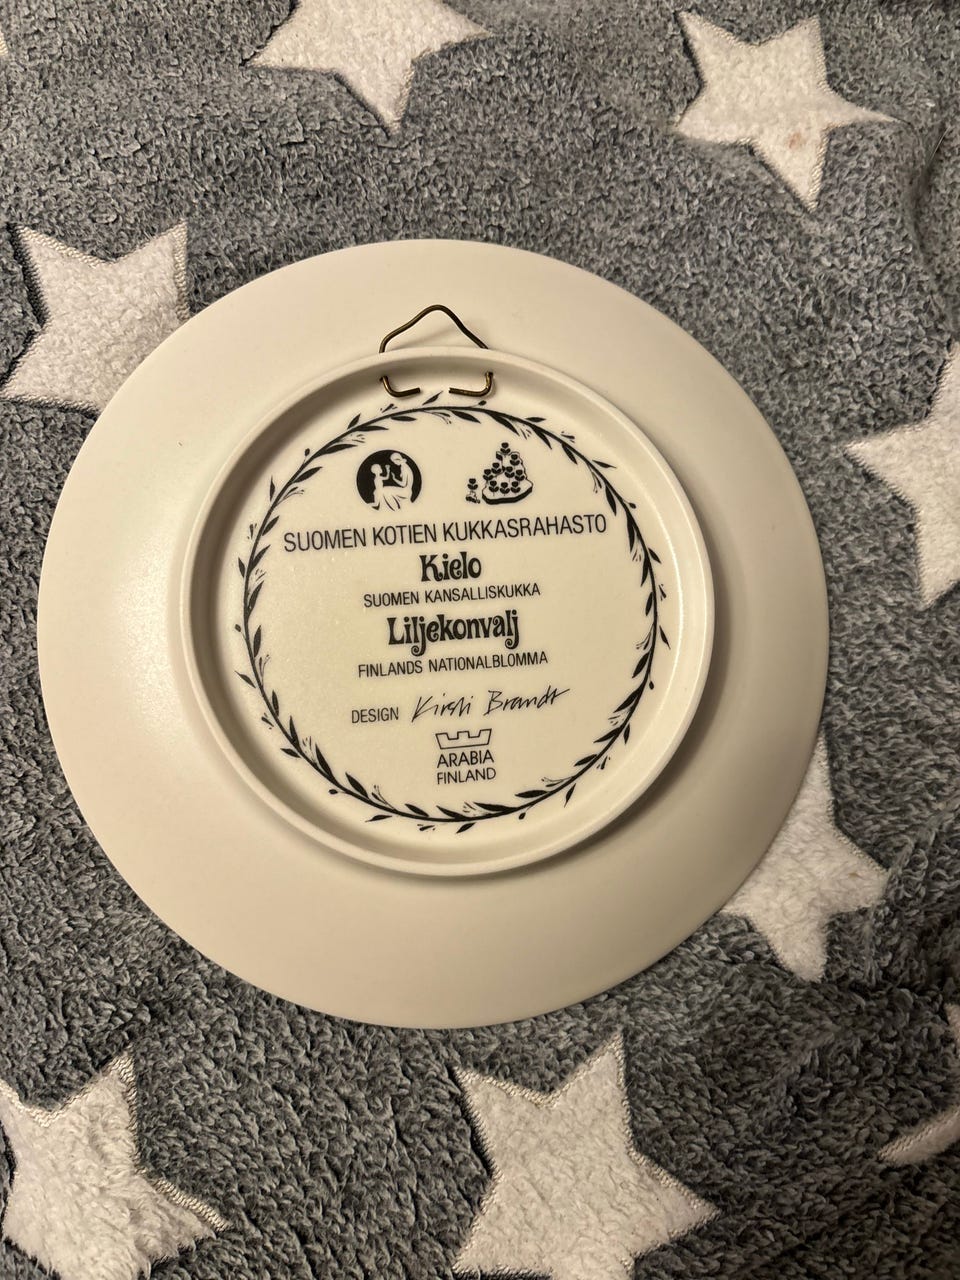 SUOMEN KOTIEN KUKKASRAHASTO
Kielo
SUOMEN KANSALLISKUKKA
Liljekonvalj
FINLANDS NATIONALBLOMMA
DESIGN Kirsti Brandt
ARABIA
FINLAND